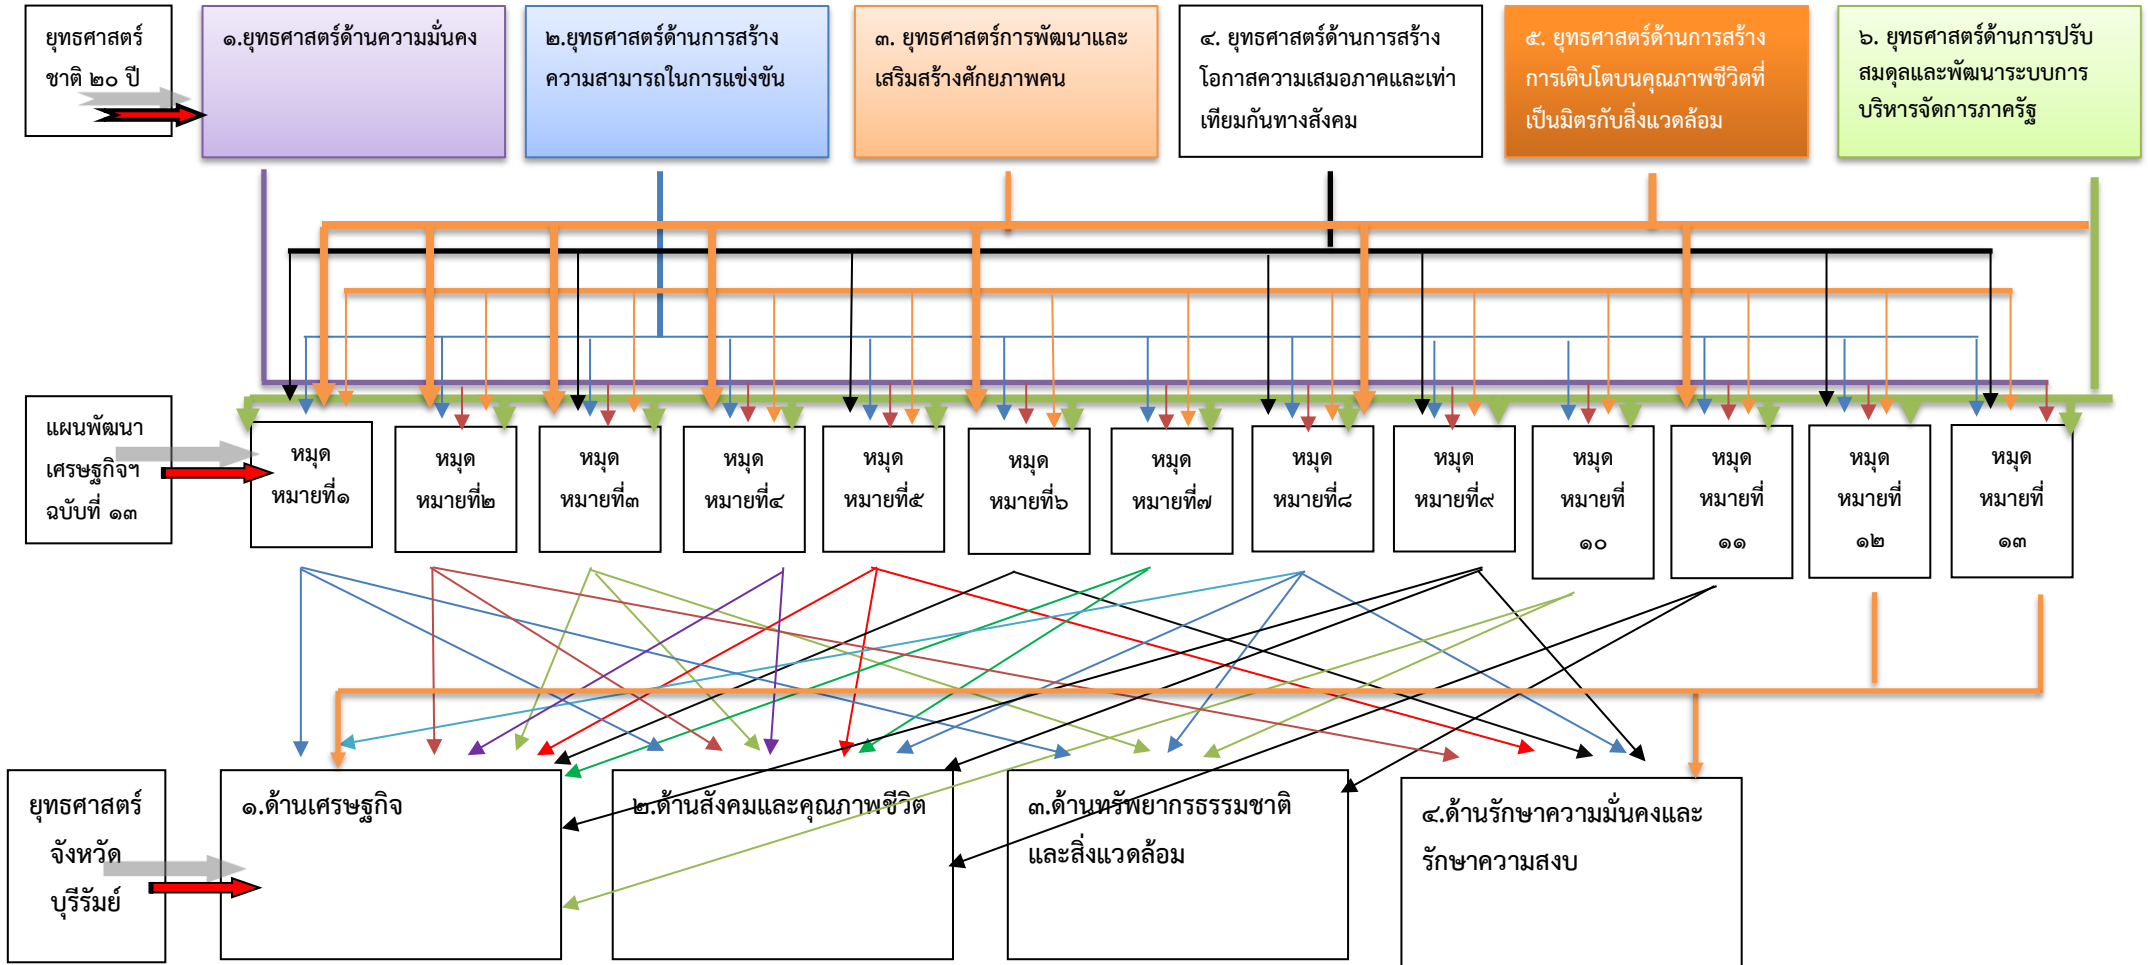 ยุทธศาสตร์
ชาติ ๒๐ ปี
๑.ยุทธศาสตร์ด้านความมั่นคง
๒.ยุทธศาสตร์ด้านการสร้าง
ความสามารถในการแข่งขัน
๓. ยุทธศาสตร์การพัฒนาและ
เสริมสร้างศักยภาพคน
๔. ยุทธศาสตร์ด้านการสร้าง
โอกาสความเสมอภาคและเท่า
เทียมกันทางสังคม
๕. ยุทธศาสตร์ด้านการสร้าง
การเติบโตบนคุณภาพชีวิตที่
เป็นมิตรกับสิ่งแวดล้อม
๖. ยุทธศาสตร์ด้านการปรับ
สมดุลและพัฒนาระบบการ
บริหารจัดการภาครัฐ
แผนพัฒนา
เศรษฐกิจฯ
ฉบับที่ ๑๓
หมุด
หมายที่๑
หมุด
หมายที่๒
หมุด
หมายที่๓
หมุด
หมายที่๔
หมุด
หมายที่๕
หมุด
หมายที่๖
หมุด
หมายที่๗
หมุด
หมายที่๘
หมุด
หมายที่๙
หมุด
หมายที่
๑๐
หมุด
หมายที่
๑๑
หมุด
หมายที่
๑๒
หมุด
หมายที่
๑๓
ยุทธศาสตร์
จังหวัด
บุรีรัมย์
๑.ด้านเศรษฐกิจ
๒.ด้านสังคมและคุณภาพชีวิต
๓.ด้านทรัพยากรธรรมชาติ
และสิ่งแวดล้อม
๔.ด้านรักษาความมั่นคงและ
รักษาความสงบ